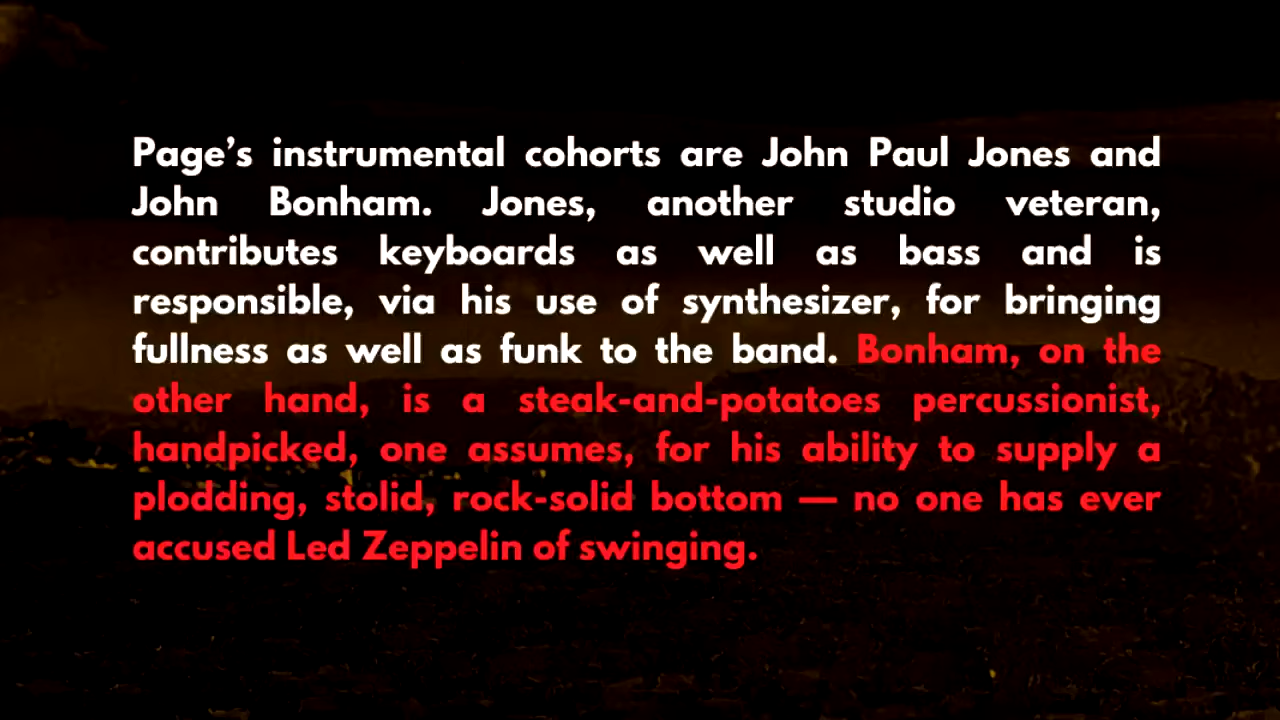 Page’s instrumental cohorts are John Paul Jones and
John Bonham. Jones, another studio veteran,
contributes keyboards as well as bass and is
responsible, via his use of synthesizer, for bringing
fullness as well as funk to the band. Bonham, on the
other hand, is a steak-and-potatoes percussionist,
handpicked, one assumes, for his ability to supply a
plodding, stolid, rock-solid bottom — no one has ever
accused Led Zeppelin of swinging.